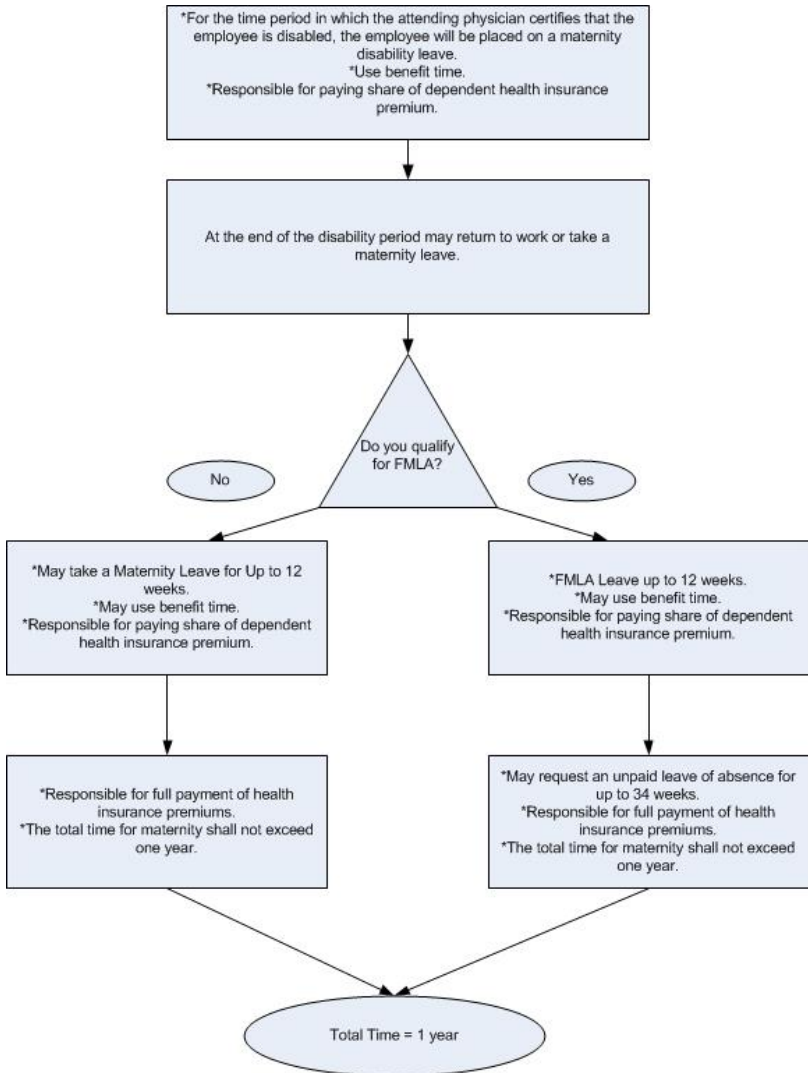 *For the time period in which the attending physician certifies that the
employee is disabled, the employee will be placed on a maternity
disability leave.
*Use benefit time.
*Responsible for paying share of dependent health insurance
premium.
At the end of the disability period may return to work or take a
maternity leave.
Do you qualify
for FMLA?
No
Yes
*May take a Maternity Leave for Up to 12
weeks.
*May use benefit time.
*Responsible for paying share of dependent
health insurance premium.
*FMLA Leave up to 12 weeks.
*May use benefit time.
*Responsible for paying share of dependent
health insurance premium.
*Responsible for full payment of health
insurance premiums.
*The total time for maternity shall not exceed
one year.
*May request an unpaid leave of absence for
up to 34 weeks.
*Responsible for full payment of health
insurance premiums.
*The total time for maternity shall not exceed
one year.
Total Time = 1 year